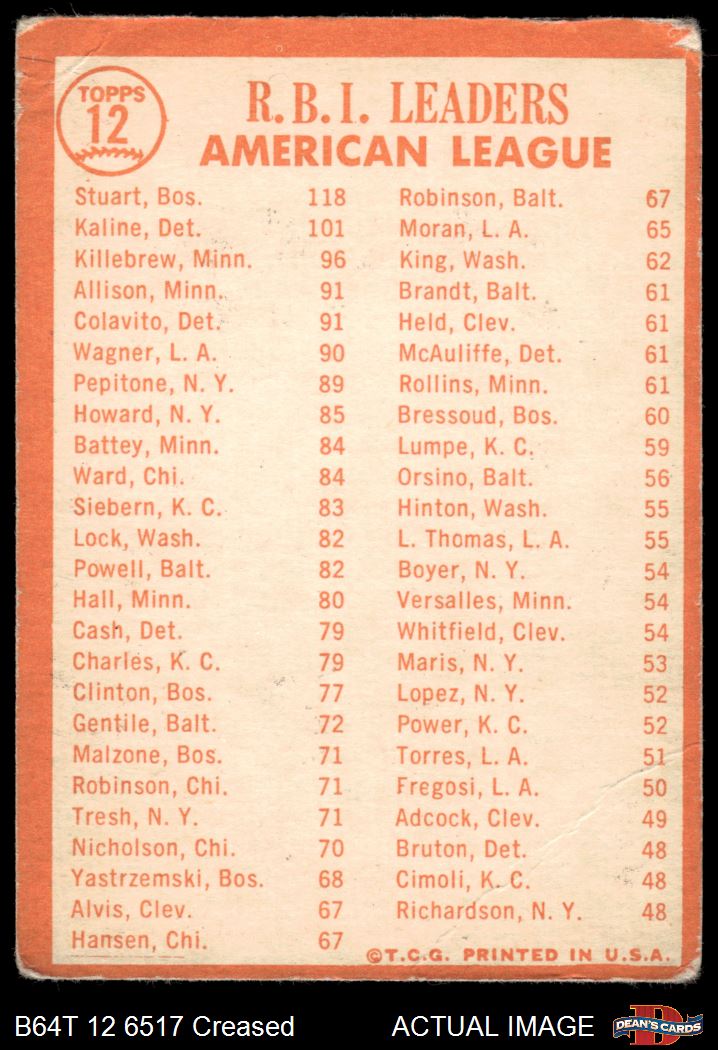 TOPPS
12
R.B.I. LEADERS
AMERICAN LEAGUE
Stuart, Bos. 118
Kaline, Det. 101
Killebrew, Minn. 96
Allison, Minn. 91
Colavito, Det. 91
Wagner, L. A. 90
Pepitone, N. Y. 89
Howard, N. Y. 85
Battey, Minn. 84
Ward, Chi. 84
Siebern, K. C. 83
Lock, Wash. 82
Powell, Balt. 82
Hall, Minn. 80
Cash, Det. 79
Charles, K. C. 79
Clinton, Bos. 77
Gentile, Balt. 72
Malzone, Bos. 71
Robinson, Chi. 71
Tresh, N. Y. 71
Nicholson, Chi. 70
Yastrzemski, Bos. 68
Alvis, Clev. 67
Hansen, Chi. 67
Robinson, Balt. 67
Moran, L. A. 65
King, Wash. 62
Brandt, Balt. 61
Held, Clev. 61
McAuliffe, Det. 61
Rollins, Minn. 61
Bressoud, Bos. 60
Lumpe, K. C. 59
Orsino, Balt. 56
Hinton, Wash. 55
L. Thomas, L. A. 55
Boyer, N. Y. 54
Versalles, Minn. 54
Whitfield, Clev. 54
Maris, N. Y. 53
Lopez, N. Y. 52
Power, K. C. 52
Torres, L. A. 51
Fregosi, L. A. 50
Adcock, Clev. 49
Bruton, Det. 48
Cimoli, K. C. 48
Richardson, N. Y. 48
©T.C.G. PRINTED IN U.S.A.
B64T 12 6517 Creased
ACTUAL IMAGE
DEAN'S CARDS